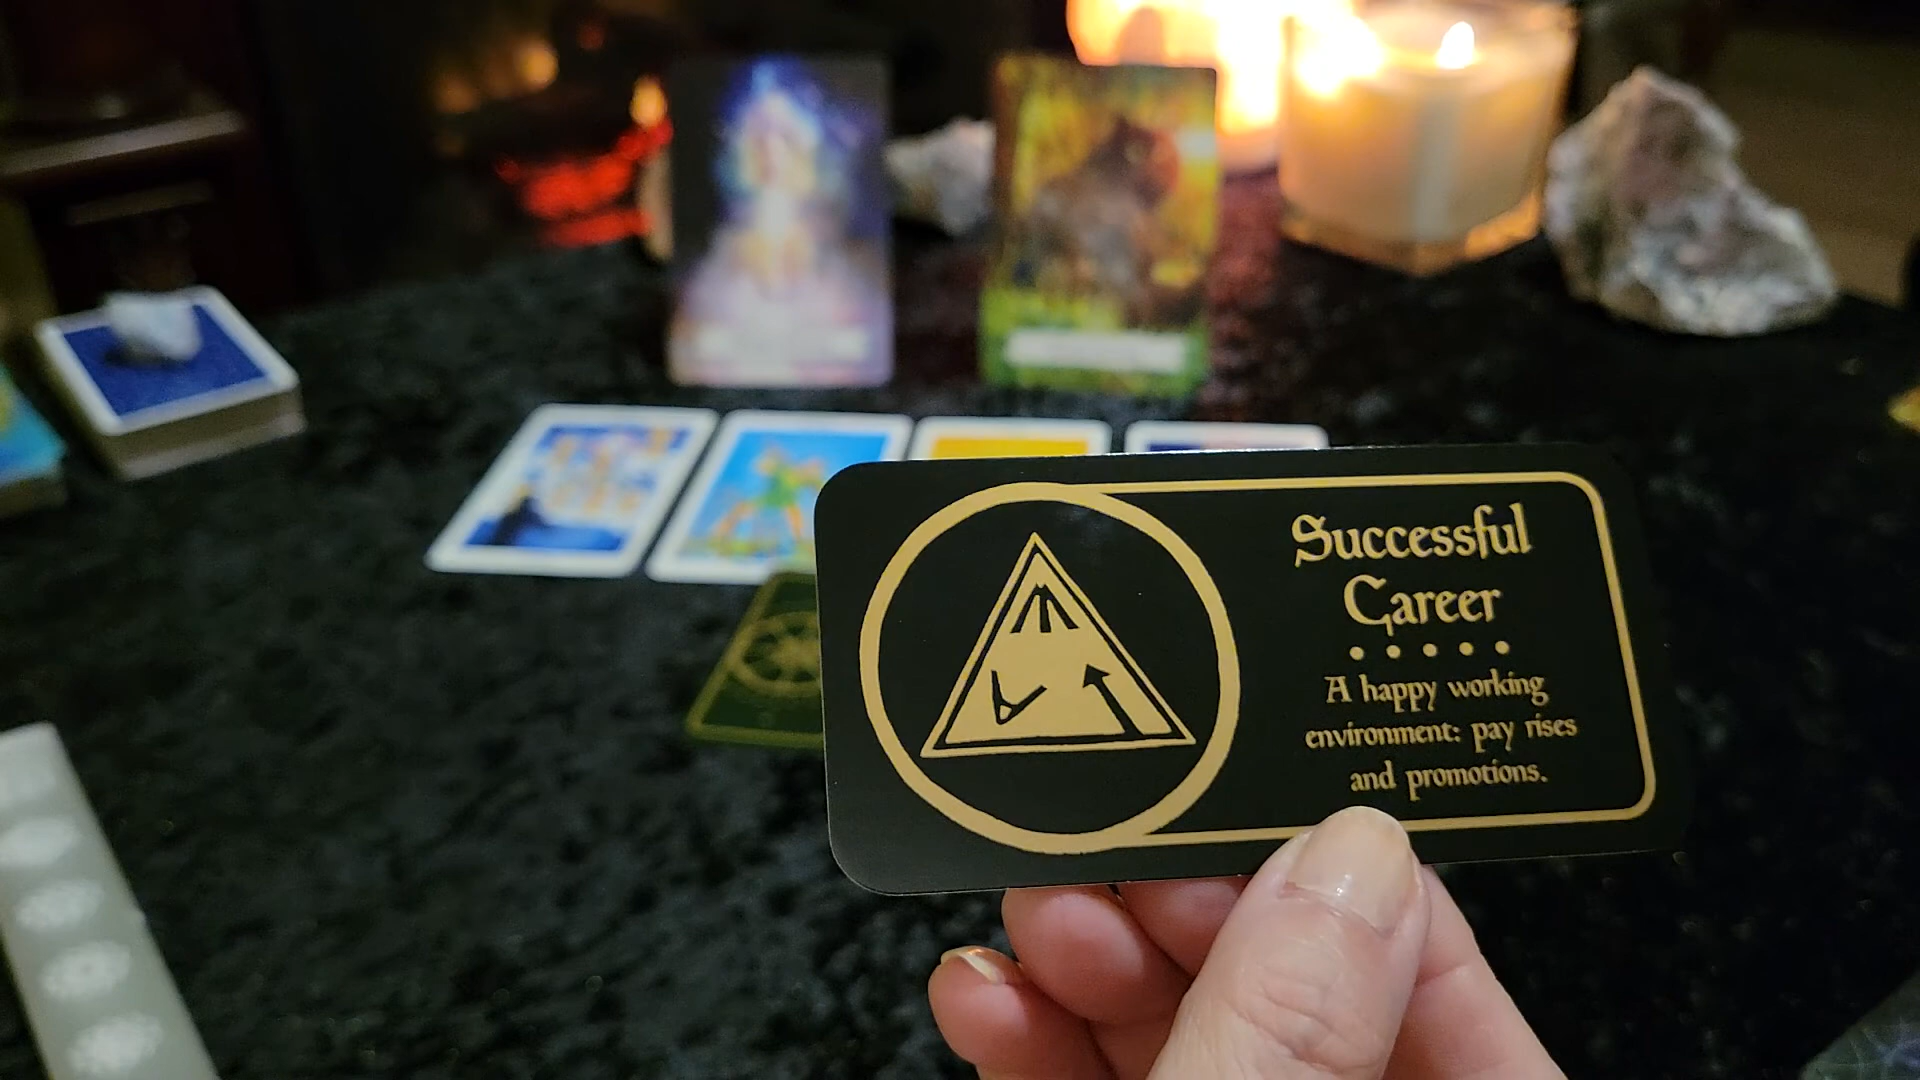 Successful
Career
A happy working
environment: pay rises
and promotions.